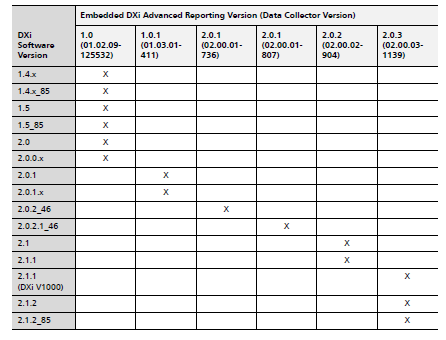 Embedded DXi Advanced Reporting Version (Data Collector Version)
DXi Software Version | 1.0 (01.02.09-125532) | 1.0.1 (01.03.01-411) | 2.0.1 (02.00.01-736) | 2.0.1 (02.00.01-807) | 2.0.2 (02.00.02-904) | 2.0.3 (02.00.03-1139)
1.4.x X
1.4.x_85 X
1.5 X
1.5_85 X
2.0 X
2.0.0.x X
2.0.1 X
2.0.1.x X
2.0.2_46 X
2.0.2.1_46 X
2.1 X
2.1.1 X
2.1.1 (DXi V1000) X
2.1.2 X
2.1.2_85 X